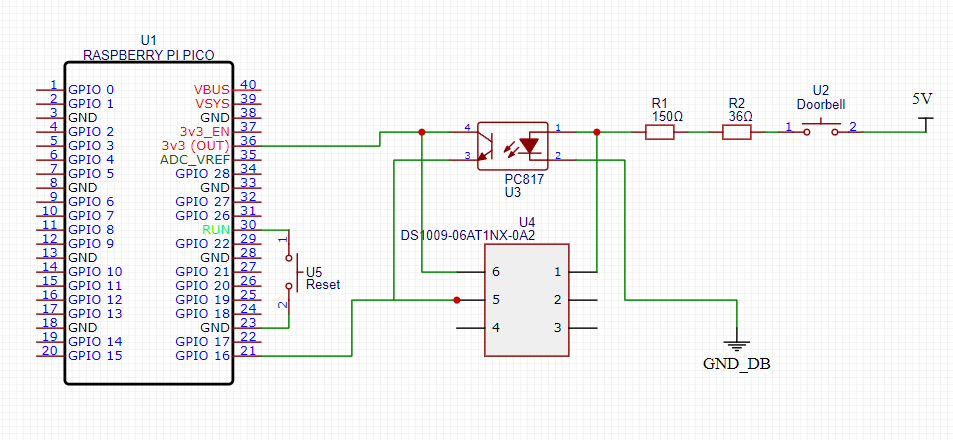 U1
RASPBERRY PI PICO
1 GPIO 0 VBUS 40
2 GPIO 1 VSYS 39
3 GND GND 38
4 GPIO 2 3v3_EN 37
5 GPIO 3 3v3 (OUT) 36
6 GPIO 4 ADC_VREF 35
7 GPIO 5 GPIO 28 34
8 GND GND 33
9 GPIO 6 GPIO 27 32
10 GPIO 7 GPIO 26 31
11 GPIO 8 RUN 30
12 GPIO 9 GPIO 22 29
13 GND GND 28
14 GPIO 10 GPIO 21 27
15 GPIO 11 GPIO 20 26
16 GPIO 12 GPIO 19 25
17 GPIO 13 GPIO 18 24
18 GND GND 23
19 GPIO 14 GPIO 17 22
20 GPIO 15 GPIO 16 21
1
U5
Reset
2
4 1
3 2
PC817
U3
U4
DS1009-06AT1NX-0A2
6 1
5 2
4 3
R1
150Ω
R2
36Ω
U2
Doorbell
1 2
5V
GND_DB